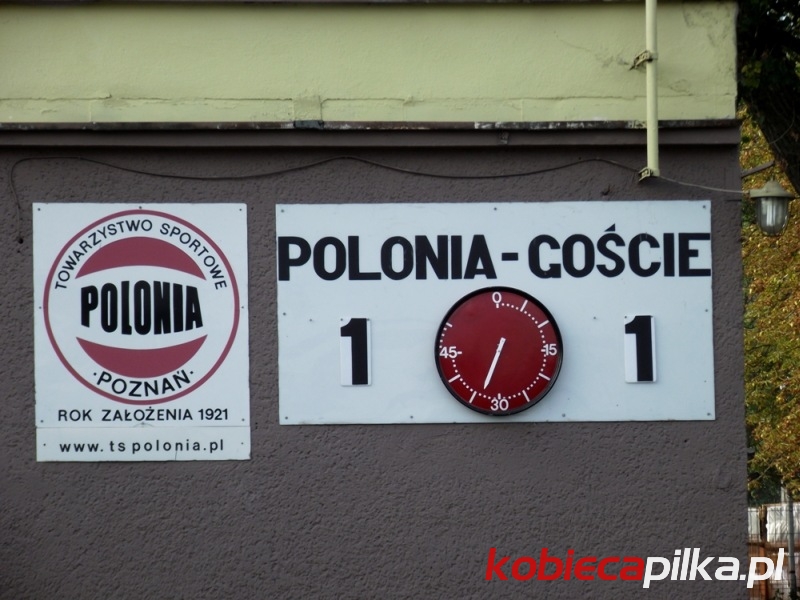 TOWARZYSTWO SPORTOWE
POLONIA
·POZNAŃ·
ROK ZAŁOŻENIA 1921
www.tspolonia.pl
POLONIA-GOŚCIE
1 1
0
15
30
45
kobiecapilka.pl